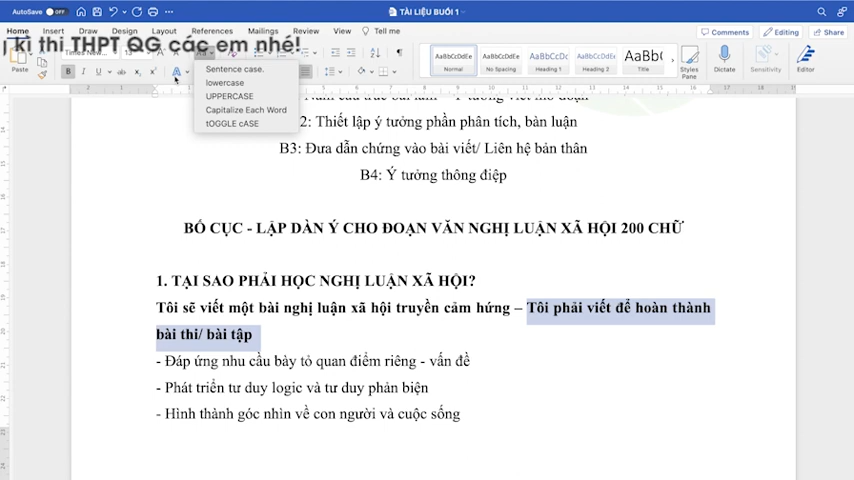 AutoSave OFF
TÀI LIỆU BUỔI 1
Home Insert Draw Design Layout References Mailings Review View Tell me
Comments Editing Share
kì thi THPT QG các em nhé!
Times New...
Paste
B I U ab x x A
AaBbCcDdEe AaBbCcDdEe AaBbCcDc AaBbCcDdEe AaBb(
Normal No Spacing Heading 1 Heading 2 Title
Styles Pane
Dictate
Sensitivity
Editor
Sentence case.
lowercase
UPPERCASE
Capitalize Each Word
tOGGLE cASE
2: Thiết lập ý tưởng phần phân tích, bàn luận
B3: Đưa dẫn chứng vào bài viết/ Liên hệ bản thân
B4: Ý tưởng thông điệp
BỐ CỤC - LẬP DÀN Ý CHO ĐOẠN VĂN NGHỊ LUẬN XÃ HỘI 200 CHỮ
1. TẠI SAO PHẢI HỌC NGHỊ LUẬN XÃ HỘI?
Tôi sẽ viết một bài nghị luận xã hội truyền cảm hứng – Tôi phải viết để hoàn thành
bài thi/ bài tập
- Đáp ứng nhu cầu bày tỏ quan điểm riêng - vấn đề
- Phát triển tư duy logic và tư duy phản biện
- Hình thành góc nhìn về con người và cuộc sống